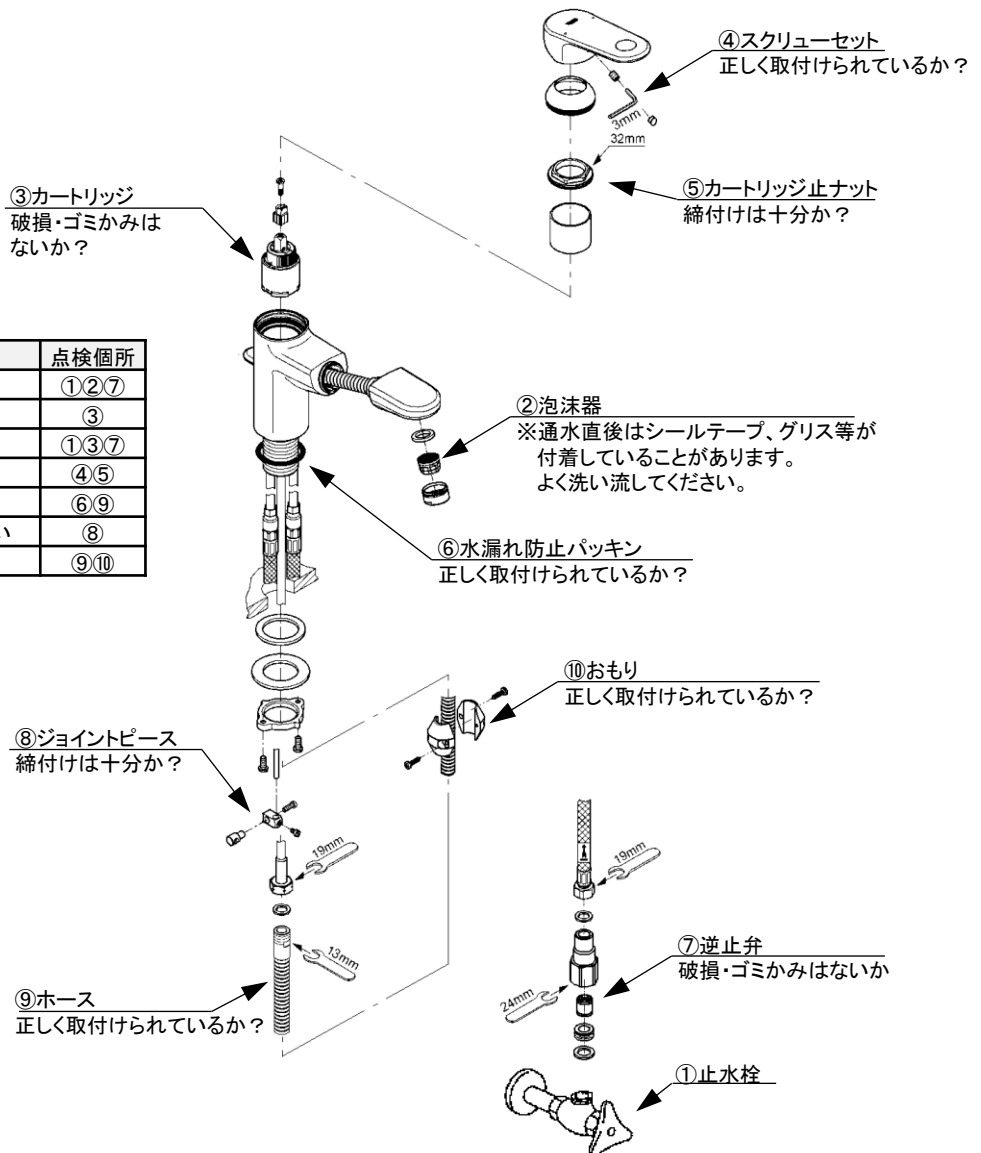 ④スクリューセット
正しく取付けられているか？
3mm
32mm
⑤カートリッジ止ナット
締付けは十分か？
③カートリッジ
破損・ゴミかみは
ないか？
点検個所
①②⑦
③
①③⑦
④⑤
⑥⑨
い ⑧
⑨⑩
②泡沫器
※通水直後はシールテープ、グリス等が
付着していることがあります。
よく洗い流してください。
⑥水漏れ防止パッキン
正しく取付けられているか？
⑩おもり
正しく取付けられているか？
⑧ジョイントピース
締付けは十分か？
19mm
19mm
13mm
⑦逆止弁
破損・ゴミかみはないか
24mm
⑨ホース
正しく取付けられているか？
①止水栓